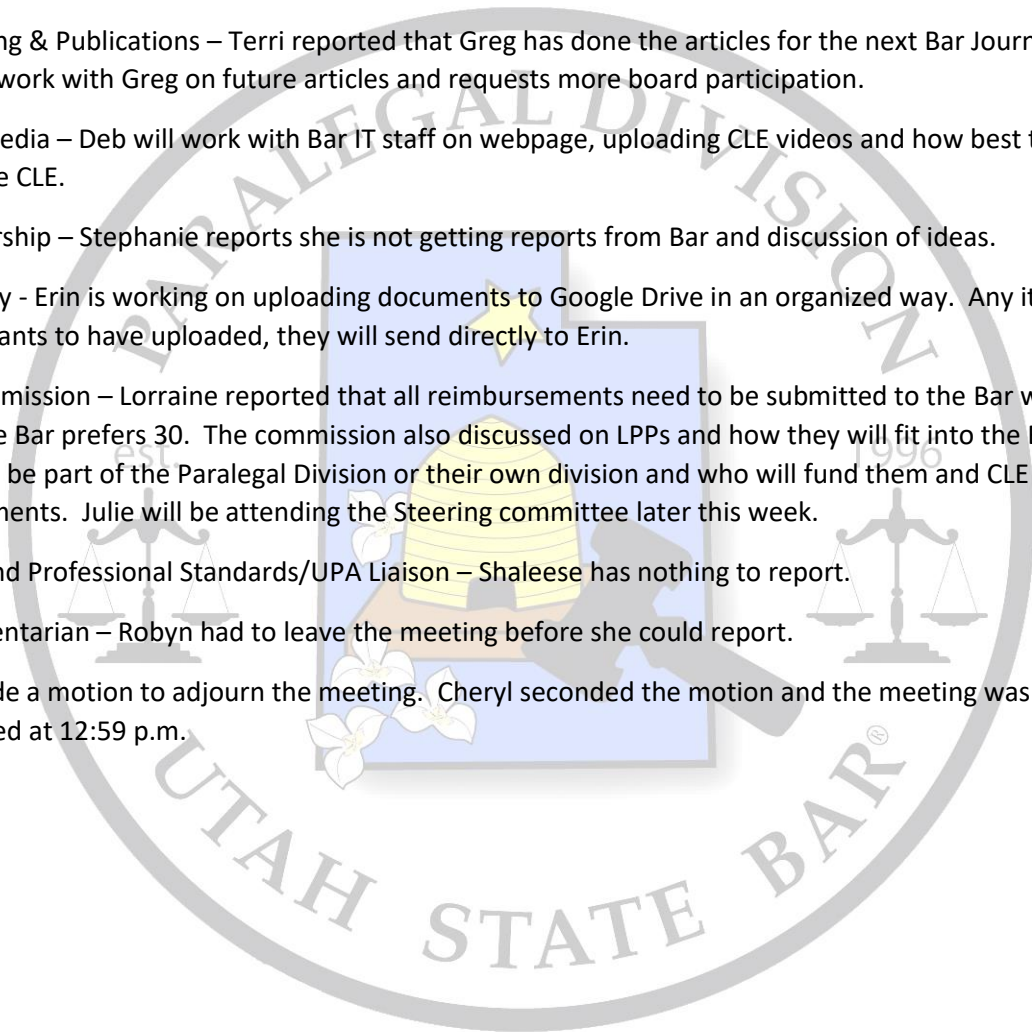 ng & Publications – Terri reported that Greg has done the articles for the next Bar Journ
work with Greg on future articles and requests more board participation.
edia – Deb will work with Bar IT staff on webpage, uploading CLE videos and how best t
e CLE.
rship – Stephanie reports she is not getting reports from Bar and discussion of ideas.
y - Erin is working on uploading documents to Google Drive in an organized way. Any it
ants to have uploaded, they will send directly to Erin.
mission – Lorraine reported that all reimbursements need to be submitted to the Bar w
e Bar prefers 30. The commission also discussed on LPPs and how they will fit into the
be part of the Paralegal Division or their own division and who will fund them and CLE
ments. Julie will be attending the Steering committee later this week.
nd Professional Standards/UPA Liaison – Shaleese has nothing to report.
entarian – Robyn had to leave the meeting before she could report.
de a motion to adjourn the meeting. Cheryl seconded the motion and the meeting was
ed at 12:59 p.m.
PARALEGAL DIVISION
est. 1996
UTAH STATE BAR®